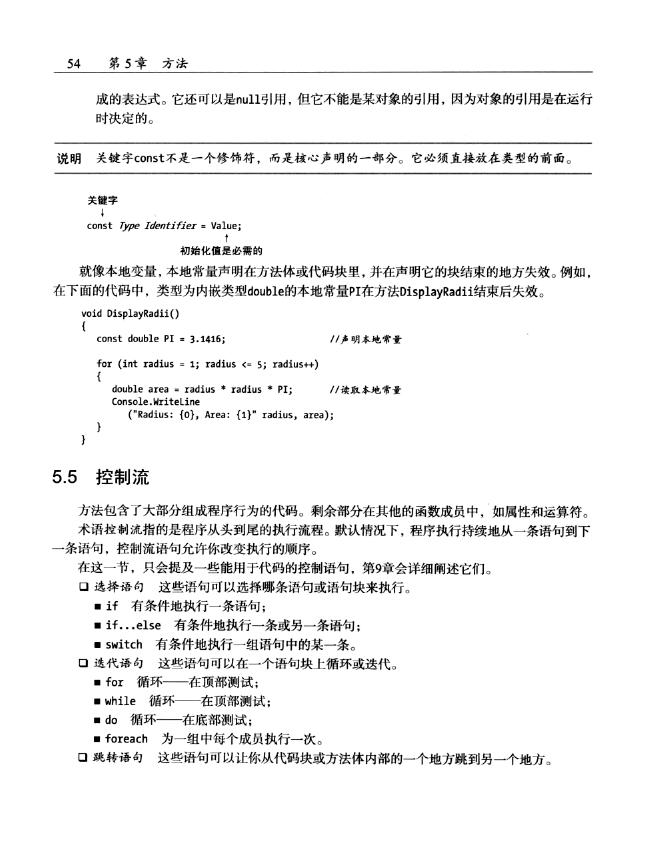 54 第5章 方法
成的表达式。它还可以是null引用，但它不能是某对象的引用，因为对象的引用是在运行
时决定的。
说明 关键字const不是一个修饰符，而是核心声明的一部分。它必须直接放在类型的前面。
关键字
↓
const Type Identifier = Value;
↑
初始化值是必需的
就像本地变量，本地常量声明在方法体或代码块里，并在声明它的块结束的地方失效。例如，
在下面的代码中，类型为内嵌类型double的本地常量PI在方法DisplayRadii结束后失效。
void DisplayRadii()
{
const double PI = 3.1416; //声明本地常量
for (int radius = 1; radius <= 5; radius++)
{
double area = radius * radius * PI; //读取本地常量
Console.WriteLine
("Radius: {0}, Area: {1}" radius, area);
}
}
5.5 控制流
方法包含了大部分组成程序行为的代码。剩余部分在其他的函数成员中，如属性和运算符。
术语控制流指的是程序从头到尾的执行流程。默认情况下，程序执行持续地从一条语句到下
一条语句，控制流语句允许你改变执行的顺序。
在这一节，只会提及一些能用于代码的控制语句，第9章会详细阐述它们。
❑ 选择语句 这些语句可以选择哪条语句或语句块来执行。
■ if 有条件地执行一条语句；
■ if...else 有条件地执行一条或另一条语句；
■ switch 有条件地执行一组语句中的某一条。
❑ 迭代语句 这些语句可以在一个语句块上循环或迭代。
■ for 循环——在顶部测试；
■ while 循环——在顶部测试；
■ do 循环——在底部测试；
■ foreach 为一组中每个成员执行一次。
❑ 跳转语句 这些语句可以让你从代码块或方法体内部的一个地方跳到另一个地方。